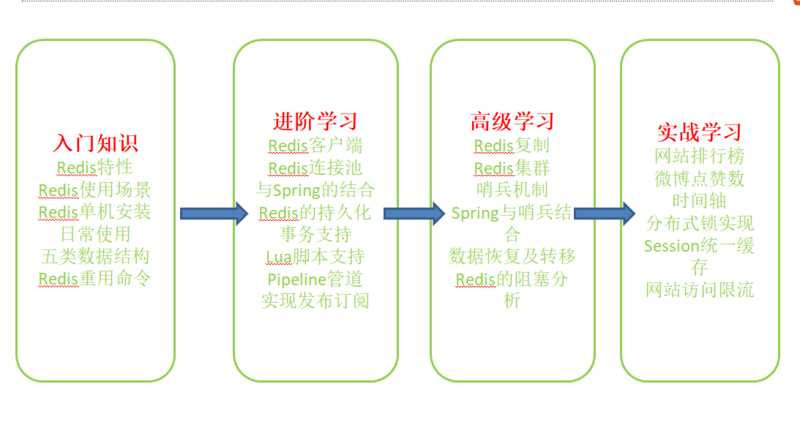 入门知识
Redis特性
Redis使用场景
Redis单机安装
日常使用
五类数据结构
Redis重用命令
进阶学习
Redis客户端
Redis连接池
与Spring的结合
Redis的持久化
事务支持
Lua脚本支持
Pipeline管道
实现发布订阅
高级学习
Redis复制
Redis集群
哨兵机制
Spring与哨兵结
合
数据恢复及转移
Redis的阻塞分
析
实战学习
网站排行榜
微博点赞数
时间轴
分布式锁实现
Session统一缓
存
网站访问限流